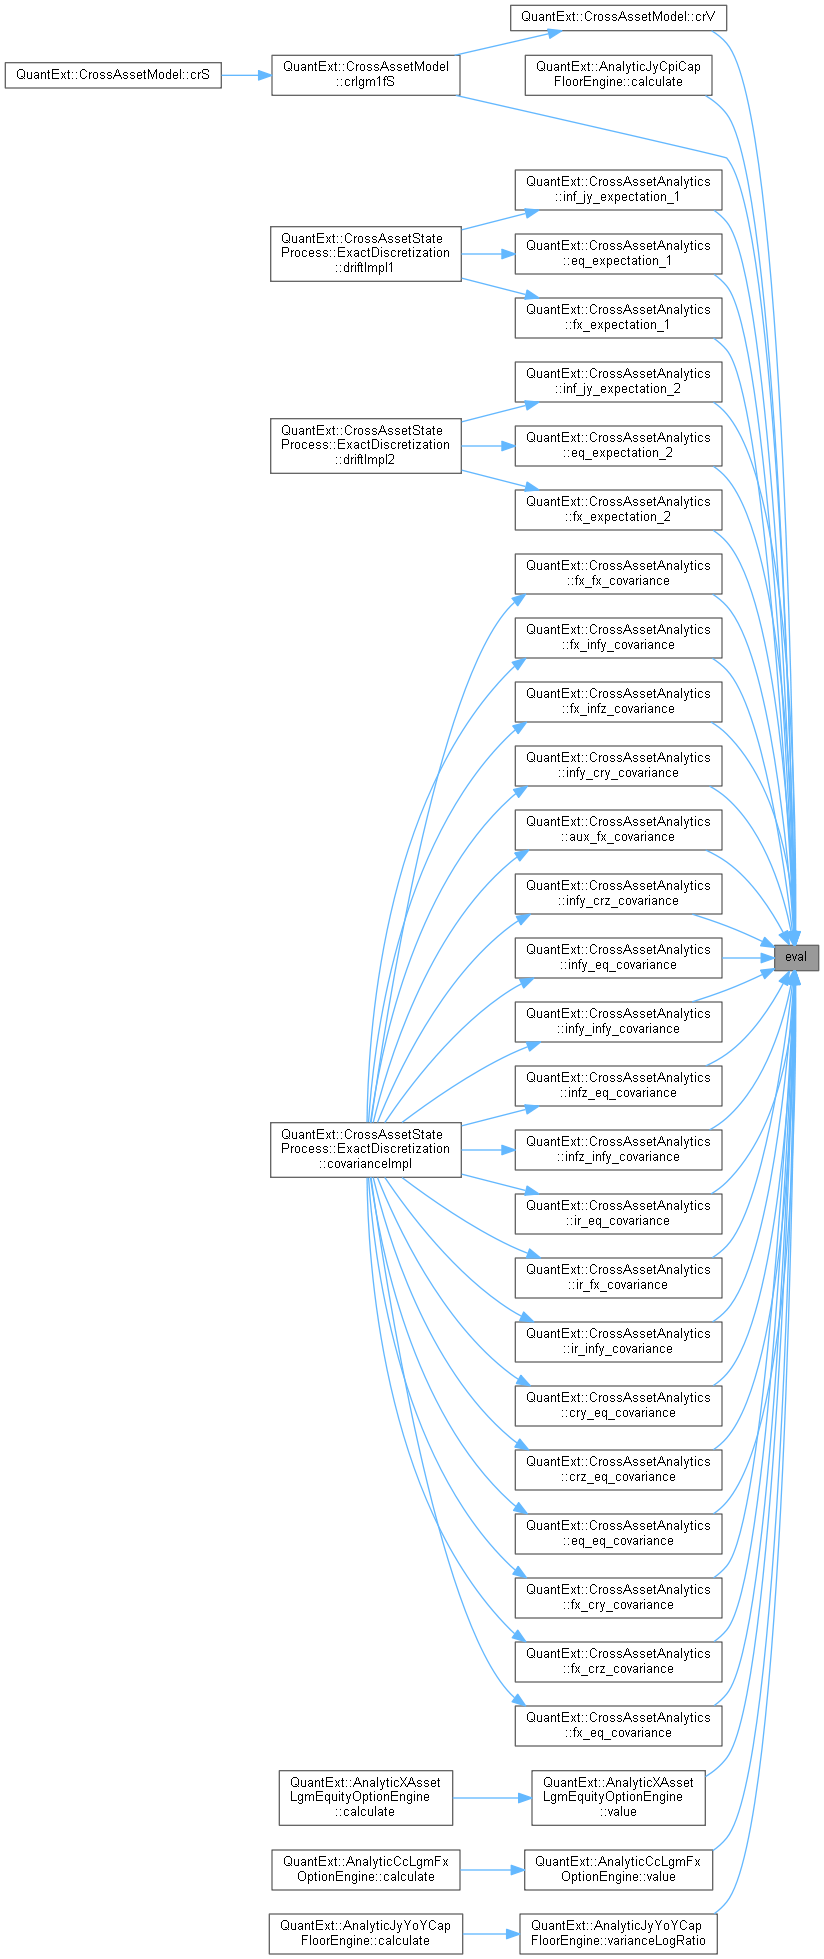 QuantExt::CrossAssetModel::crV
QuantExt::CrossAssetModel::crS
QuantExt::CrossAssetModel
::crlgm1fS
QuantExt::AnalyticJyCpiCap
FloorEngine::calculate
QuantExt::CrossAssetAnalytics
::inf_jy_expectation_1
QuantExt::CrossAssetState
Process::ExactDiscretization
::driftImpl1
QuantExt::CrossAssetAnalytics
::eq_expectation_1
QuantExt::CrossAssetAnalytics
::fx_expectation_1
QuantExt::CrossAssetAnalytics
::inf_jy_expectation_2
QuantExt::CrossAssetState
Process::ExactDiscretization
::driftImpl2
QuantExt::CrossAssetAnalytics
::eq_expectation_2
QuantExt::CrossAssetAnalytics
::fx_expectation_2
QuantExt::CrossAssetAnalytics
::fx_fx_covariance
QuantExt::CrossAssetAnalytics
::fx_infy_covariance
QuantExt::CrossAssetAnalytics
::fx_infz_covariance
QuantExt::CrossAssetAnalytics
::infy_cry_covariance
QuantExt::CrossAssetAnalytics
::aux_fx_covariance
QuantExt::CrossAssetAnalytics
::infy_crz_covariance
QuantExt::CrossAssetAnalytics
::infy_eq_covariance
eval
QuantExt::CrossAssetAnalytics
::infy_infy_covariance
QuantExt::CrossAssetAnalytics
::infz_eq_covariance
QuantExt::CrossAssetState
Process::ExactDiscretization
::covarianceImpl
QuantExt::CrossAssetAnalytics
::infz_infy_covariance
QuantExt::CrossAssetAnalytics
::ir_eq_covariance
QuantExt::CrossAssetAnalytics
::ir_fx_covariance
QuantExt::CrossAssetAnalytics
::ir_infy_covariance
QuantExt::CrossAssetAnalytics
::cry_eq_covariance
QuantExt::CrossAssetAnalytics
::crz_eq_covariance
QuantExt::CrossAssetAnalytics
::eq_eq_covariance
QuantExt::CrossAssetAnalytics
::fx_cry_covariance
QuantExt::CrossAssetAnalytics
::fx_crz_covariance
QuantExt::CrossAssetAnalytics
::fx_eq_covariance
QuantExt::AnalyticXAsset
LgmEquityOptionEngine
::calculate
QuantExt::AnalyticXAsset
LgmEquityOptionEngine
::value
QuantExt::AnalyticCcLgmFx
OptionEngine::calculate
QuantExt::AnalyticCcLgmFx
OptionEngine::value
QuantExt::AnalyticJyYoYCap
FloorEngine::calculate
QuantExt::AnalyticJyYoYCap
FloorEngine::varianceLogRatio